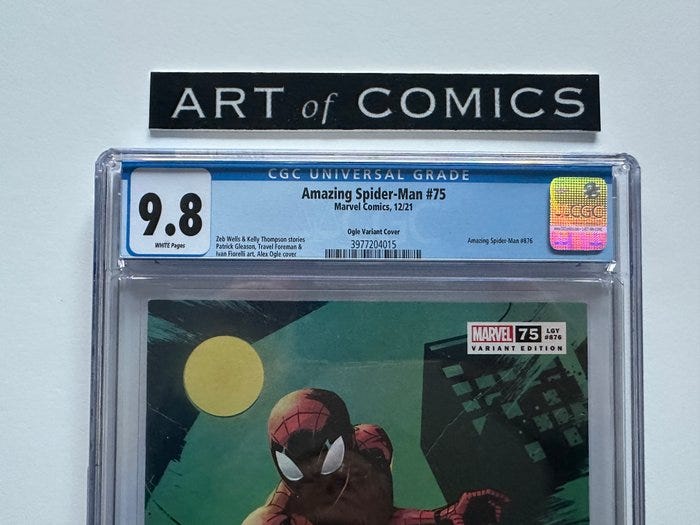 ART of COMICS
CGC UNIVERSAL GRADE
9.8
WHITE Pages
Amazing Spider-Man #75
Marvel Comics, 12/21
Ogle Variant Cover
Zeb Wells & Kelly Thompson stories
Patrick Gleason, Travel Foreman &
Ivan Fiorelli art, Alex Ogle cover
3977204015
Amazing Spider-Man #876
CGC
MARVEL 75 LGY #876
VARIANT EDITION